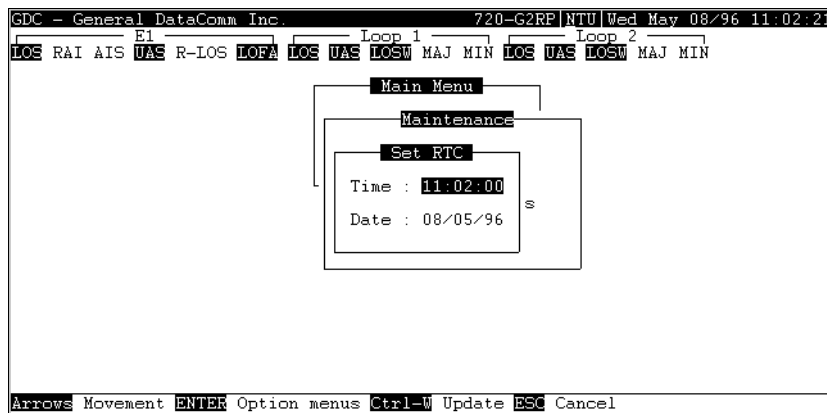 GDC - General DataComm Inc. 720-G2RP|NTU|Wed May 08/96 11:02:21
E1 Loop 1 Loop 2
LOS RAI AIS UAS R-LOS LOFA LOS UAS LOSW MAJ MIN LOS UAS LOSW MAJ MIN
Main Menu
Maintenance
Set RTC
Time : 11:02:00
s
Date : 08/05/96
Arrows Movement ENTER Option menus Ctrl-W Update ESC Cancel